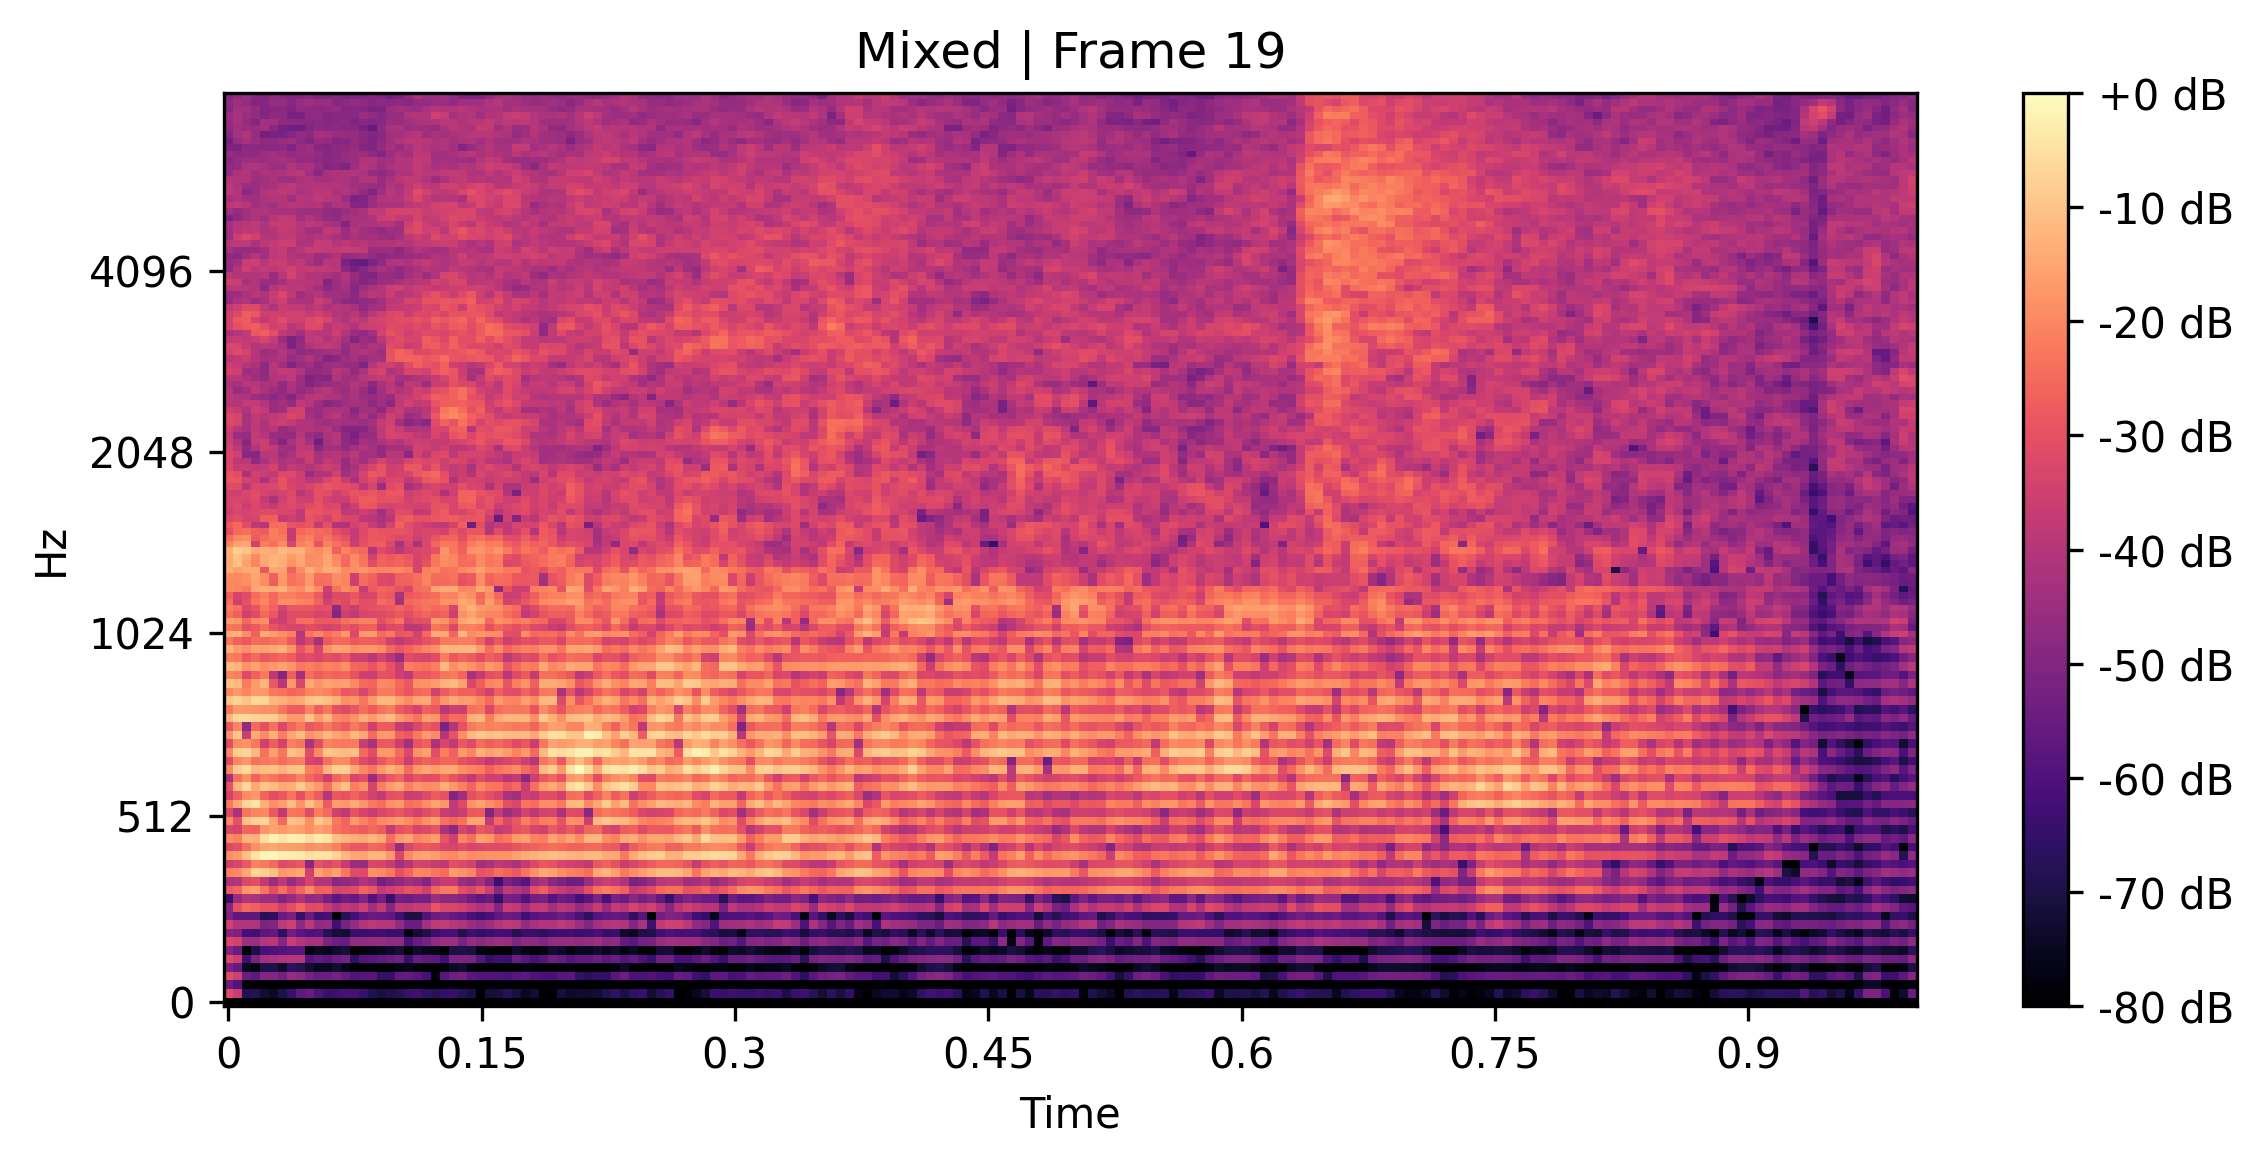 Mixed | Frame 19
Hz
4096
2048
1024
512
0
0 0.15 0.3 0.45 0.6 0.75 0.9
Time
+0 dB
-10 dB
-20 dB
-30 dB
-40 dB
-50 dB
-60 dB
-70 dB
-80 dB